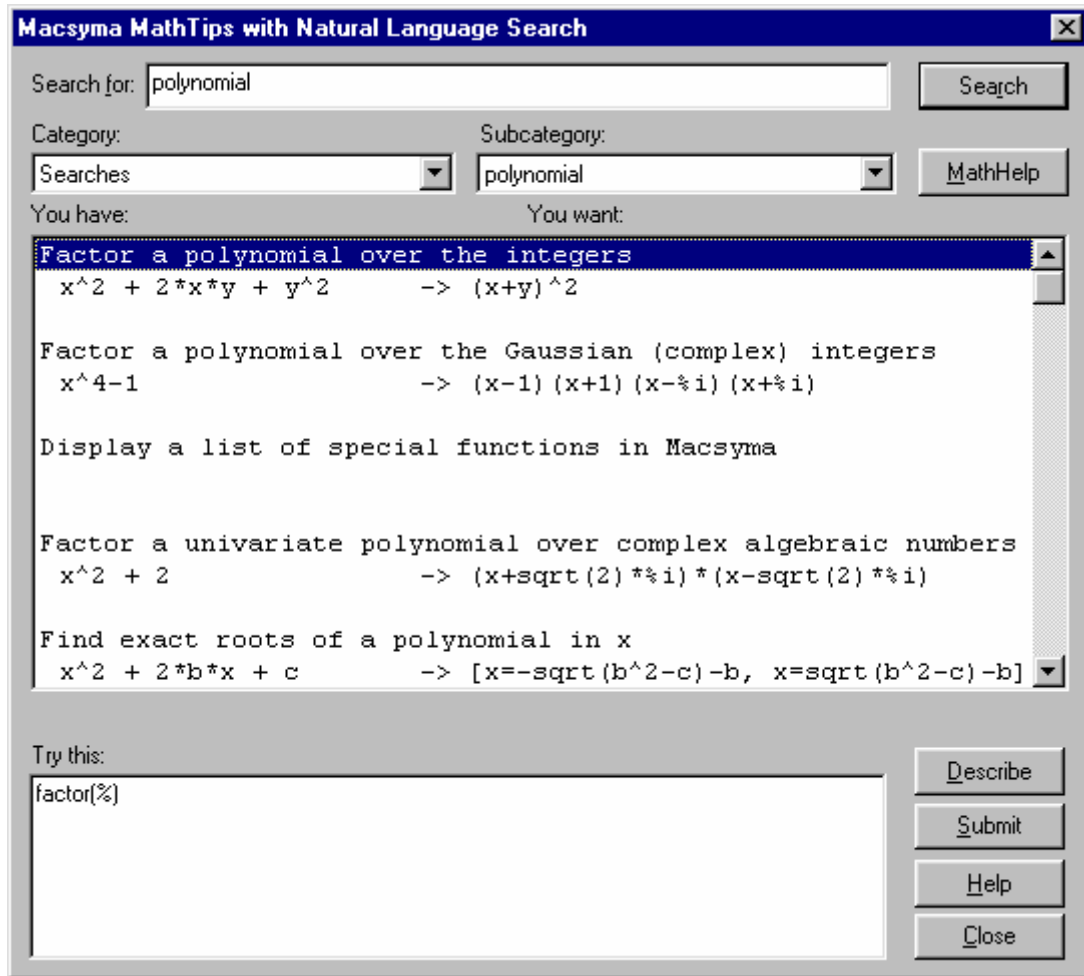 Macsyma MathTips with Natural Language Search
Search for: polynomial Search
Category: Subcategory:
Searches polynomial MathHelp
You have: You want:
Factor a polynomial over the integers
x^2 + 2*x*y + y^2 -> (x+y)^2
Factor a polynomial over the Gaussian (complex) integers
x^4-1 -> (x-1)(x+1)(x-%i)(x+%i)
Display a list of special functions in Macsyma
Factor a univariate polynomial over complex algebraic numbers
x^2 + 2 -> (x+sqrt(2)*%i)*(x-sqrt(2)*%i)
Find exact roots of a polynomial in x
x^2 + 2*b*x + c -> [x=-sqrt(b^2-c)-b, x=sqrt(b^2-c)-b]
Try this:
factor(%)
Describe
Submit
Help
Close